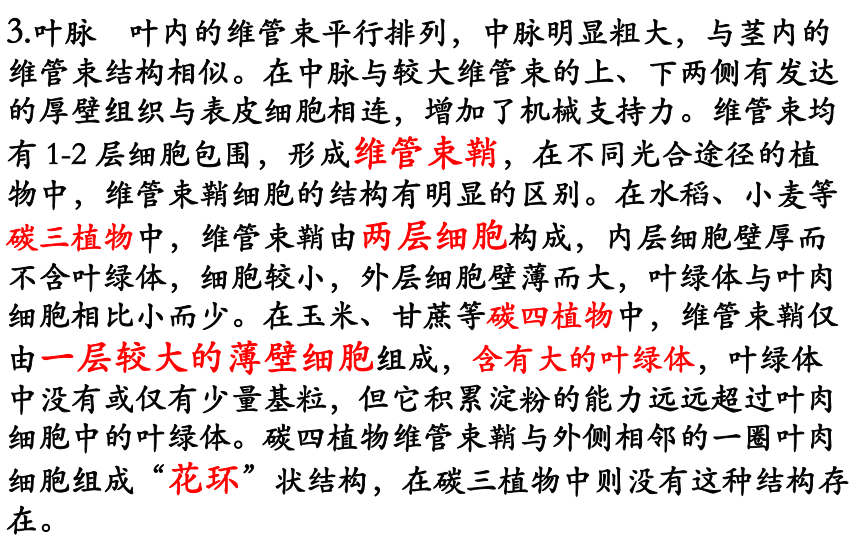 3.叶脉　叶内的维管束平行排列，中脉明显粗大，与茎内的
维管束结构相似。在中脉与较大维管束的上、下两侧有发达
的厚壁组织与表皮细胞相连，增加了机械支持力。维管束均
有 1-2 层细胞包围，形成维管束鞘，在不同光合途径的植
物中，维管束鞘细胞的结构有明显的区别。在水稻、小麦等
碳三植物中，维管束鞘由两层细胞构成，内层细胞壁厚而
不含叶绿体，细胞较小，外层细胞壁薄而大，叶绿体与叶肉
细胞相比小而少。在玉米、甘蔗等碳四植物中，维管束鞘仅
由一层较大的薄壁细胞组成，含有大的叶绿体，叶绿体
中没有或仅有少量基粒，但它积累淀粉的能力远远超过叶肉
细胞中的叶绿体。碳四植物维管束鞘与外侧相邻的一圈叶肉
细胞组成“花环”状结构，在碳三植物中则没有这种结构存
在。